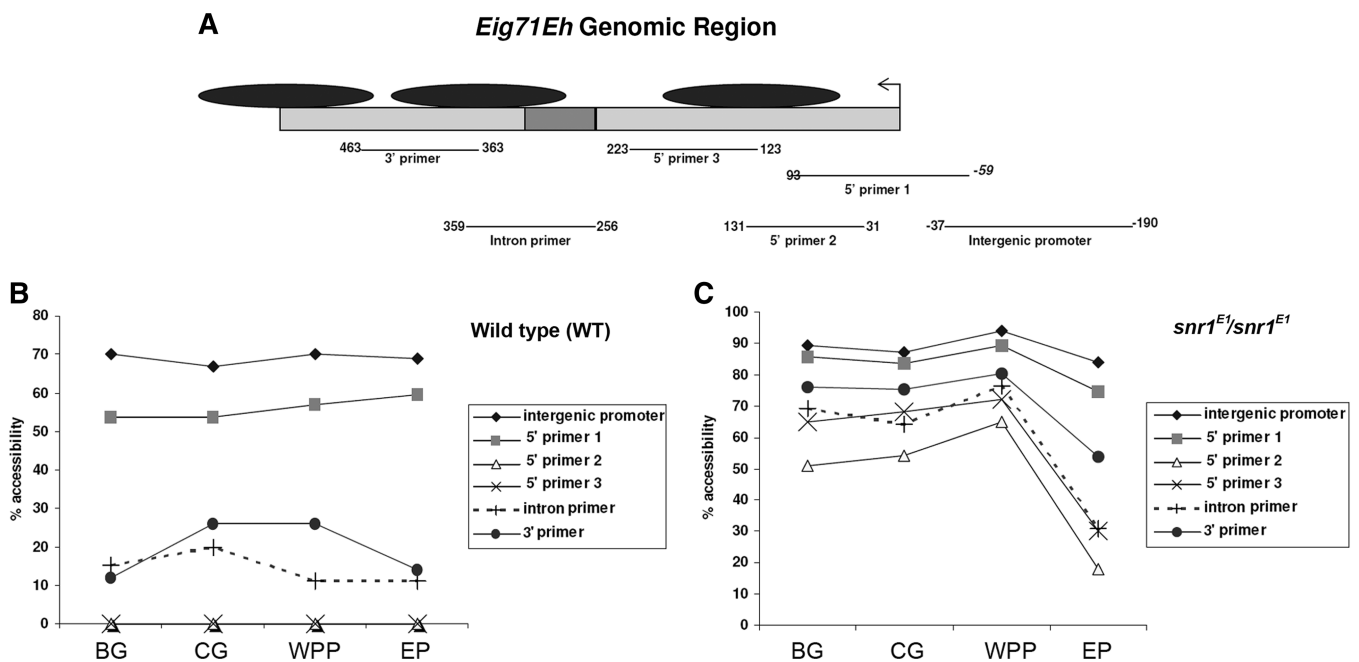 A
Eig71Eh Genomic Region
463 363
3' primer
223 123
5' primer 3
93 -59
5' primer 1
359 256
Intron primer
131 31
5' primer 2
-37 -190
Intergenic promoter
B
Wild type (WT)
% accessibility
80
70
60
50
40
30
20
10
0
BG CG WPP EP
intergenic promoter
5' primer 1
5' primer 2
5' primer 3
intron primer
3' primer
C
snr1E1/snr1E1
% accessibility
100
90
80
70
60
50
40
30
20
10
0
BG CG WPP EP
intergenic promoter
5' primer 1
5' primer 2
5' primer 3
intron primer
3' primer